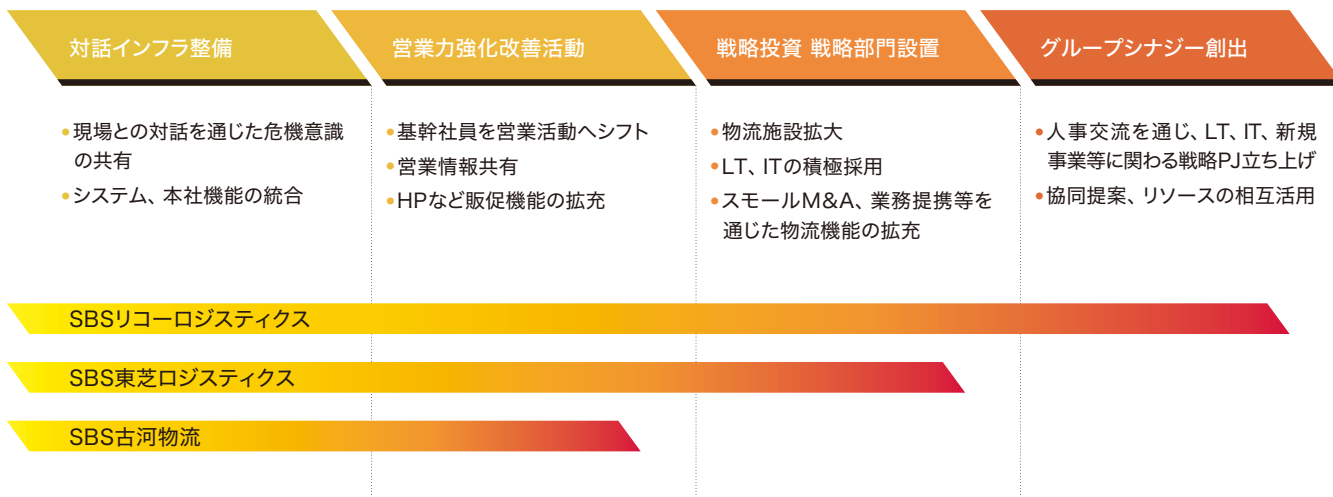 対話インフラ整備
営業力強化改善活動
戦略投資 戦略部門設置
グループシナジー創出
•現場との対話を通じた危機意識
の共有
•システム、本社機能の統合
•基幹社員を営業活動へシフト
•営業情報共有
•HPなど販促機能の拡充
•物流施設拡大
•LT、ITの積極採用
•スモールM&A、業務提携等を
通じた物流機能の拡充
•人事交流を通じ、LT、IT、新規
事業等に関わる戦略PJ立ち上げ
•協同提案、リソースの相互活用
SBSリコーロジスティクス
SBS東芝ロジスティクス
SBS古河物流